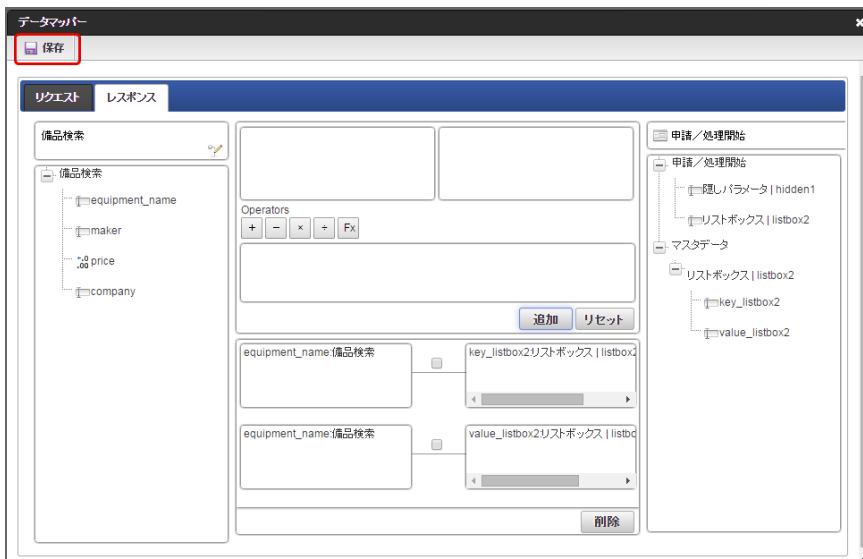 データマッパー
保存
リクエスト
レスポンス
備品検索
備品検索
equipment_name
maker
price
company
Operators
+ − × ÷ Fx
追加
リセット
equipment_name:備品検索
key_listbox2:リストボックス | listbox2
equipment_name:備品検索
value_listbox2:リストボックス | listbo
削除
申請／処理開始
申請／処理開始
隠しパラメータ | hidden1
リストボックス | listbox2
マスタデータ
リストボックス | listbox2
key_listbox2
value_listbox2